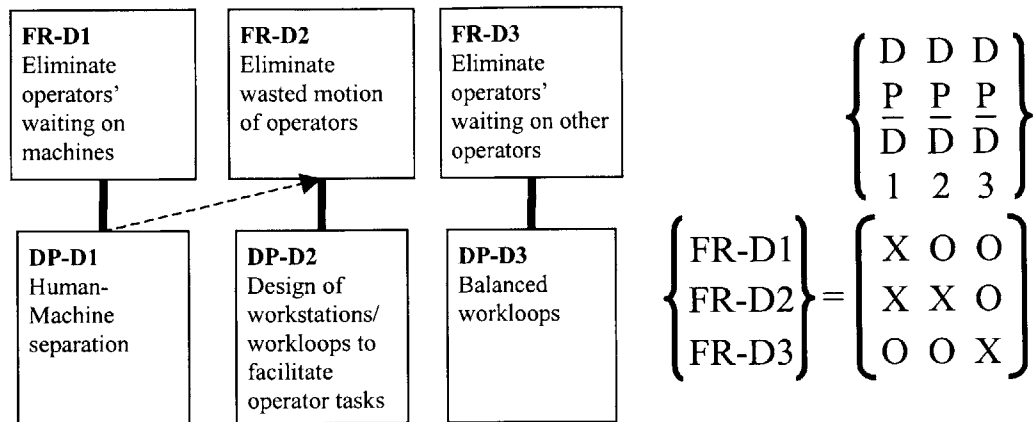 FR-D1
Eliminate
operators'
waiting on
machines
FR-D2
Eliminate
wasted motion
of operators
FR-D3
Eliminate
operators'
waiting on other
operators
DP-D1
Human-
Machine
separation
DP-D2
Design of
workstations/
workloops to
facilitate
operator tasks
DP-D3
Balanced
workloops
D D D
P P P
D D D
1 2 3
FR-D1
FR-D2
FR-D3
=
X O O
X X O
O O X